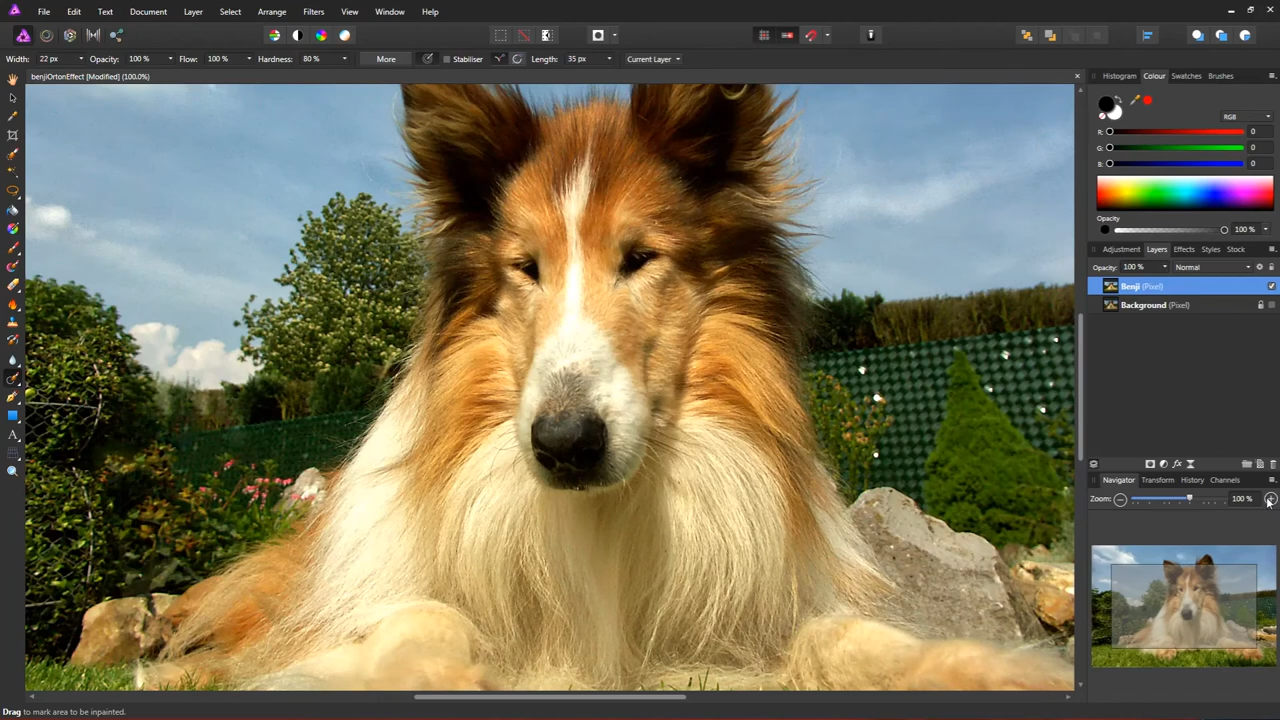 File Edit Text Document Layer Select Arrange Filters View Window Help
Width: 22 px Opacity: 100 % Flow: 100 % Hardness: 80 % More Stabiliser Length: 35 px Current Layer
benjiOrtonEffect [Modified] (100.0%)
Histogram Colour Swatches Brushes
RGB
R: 0
G: 0
B: 0
Opacity
100 %
Adjustment Layers Effects Styles Stock
Opacity: 100 % Normal
Benji (Pixel)
Background (Pixel)
fx
Navigator Transform History Channels
Zoom: 100 %
A
Drag to mark area to be inpainted.